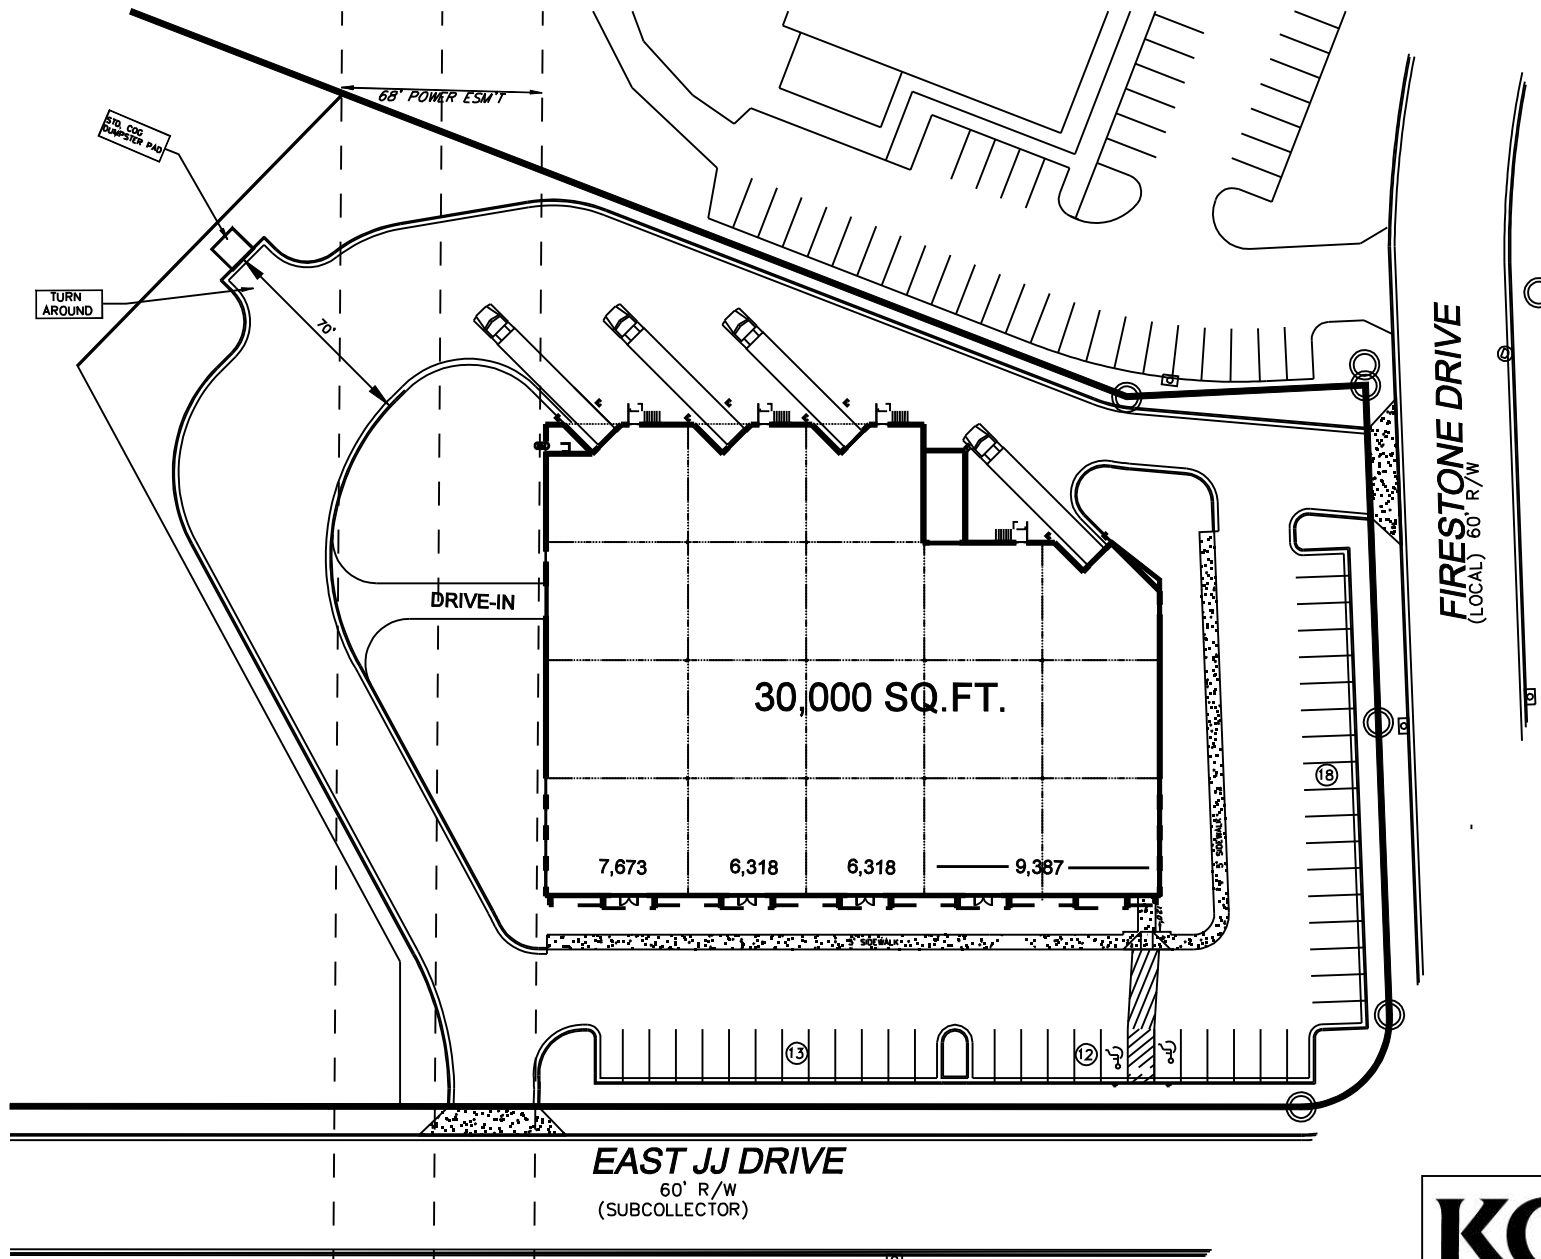 68' POWER ESM'T
STD. COG
DUMPSTER PAD
TURN
AROUND
70'
FIRESTONE DRIVE
(LOCAL) 60' R/W
DRIVE-IN
30,000 SQ.FT.
18
5' SIDEWALK
7,673 6,318 6,318 9,387
5' SIDEWALK
13 12
EAST JJ DRIVE
60' R/W
(SUBCOLLECTOR)